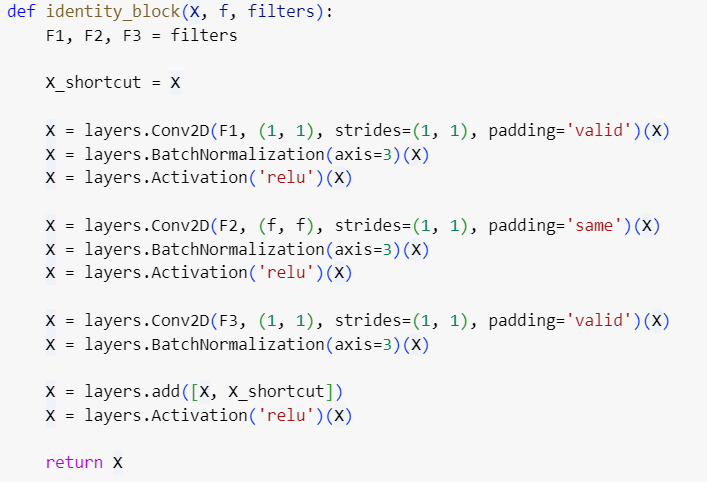 def identity_block(X, f, filters):
    F1, F2, F3 = filters

    X_shortcut = X

    X = layers.Conv2D(F1, (1, 1), strides=(1, 1), padding='valid')(X)
    X = layers.BatchNormalization(axis=3)(X)
    X = layers.Activation('relu')(X)

    X = layers.Conv2D(F2, (f, f), strides=(1, 1), padding='same')(X)
    X = layers.BatchNormalization(axis=3)(X)
    X = layers.Activation('relu')(X)

    X = layers.Conv2D(F3, (1, 1), strides=(1, 1), padding='valid')(X)
    X = layers.BatchNormalization(axis=3)(X)

    X = layers.add([X, X_shortcut])
    X = layers.Activation('relu')(X)

    return X